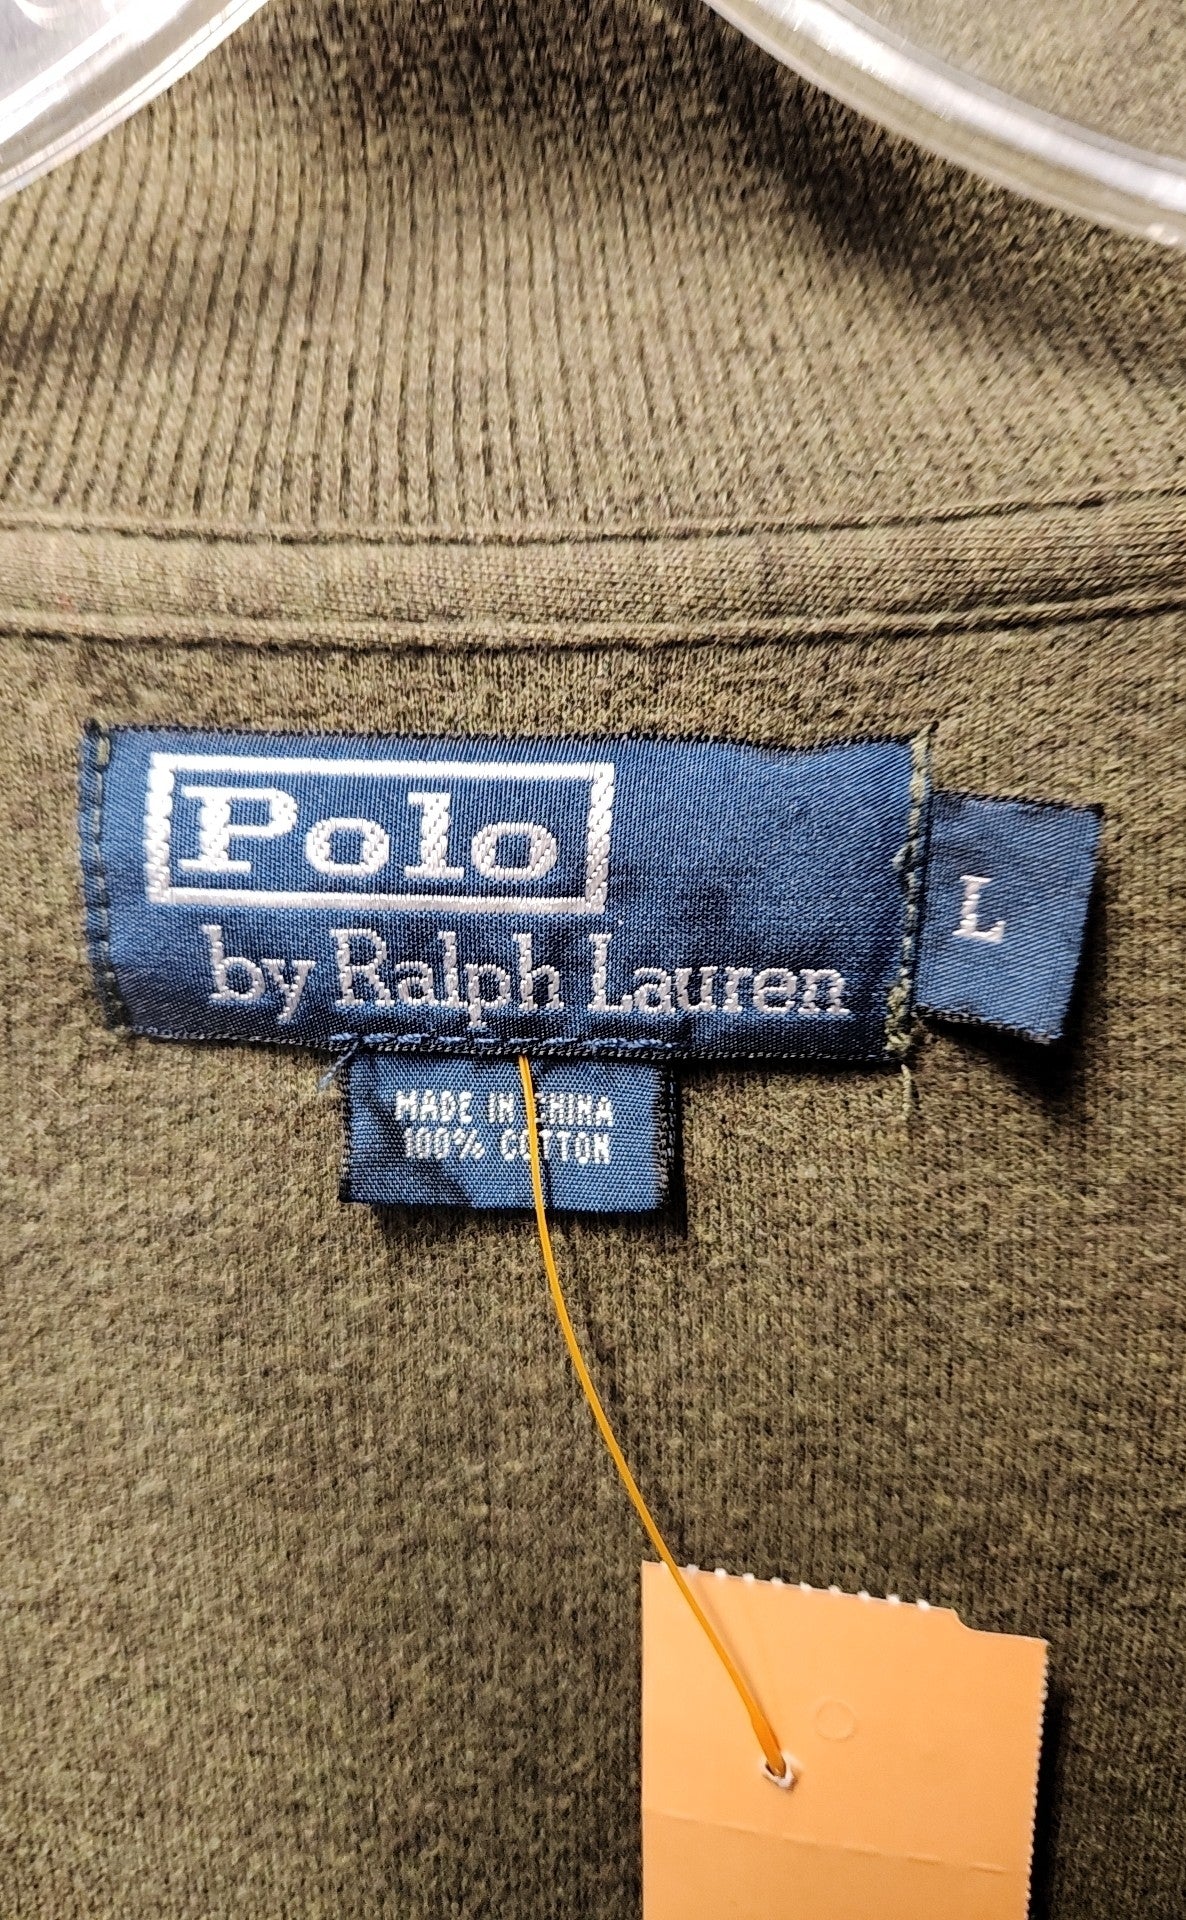 Polo
by Ralph Lauren
L
MADE IN CHINA
100% COTTON